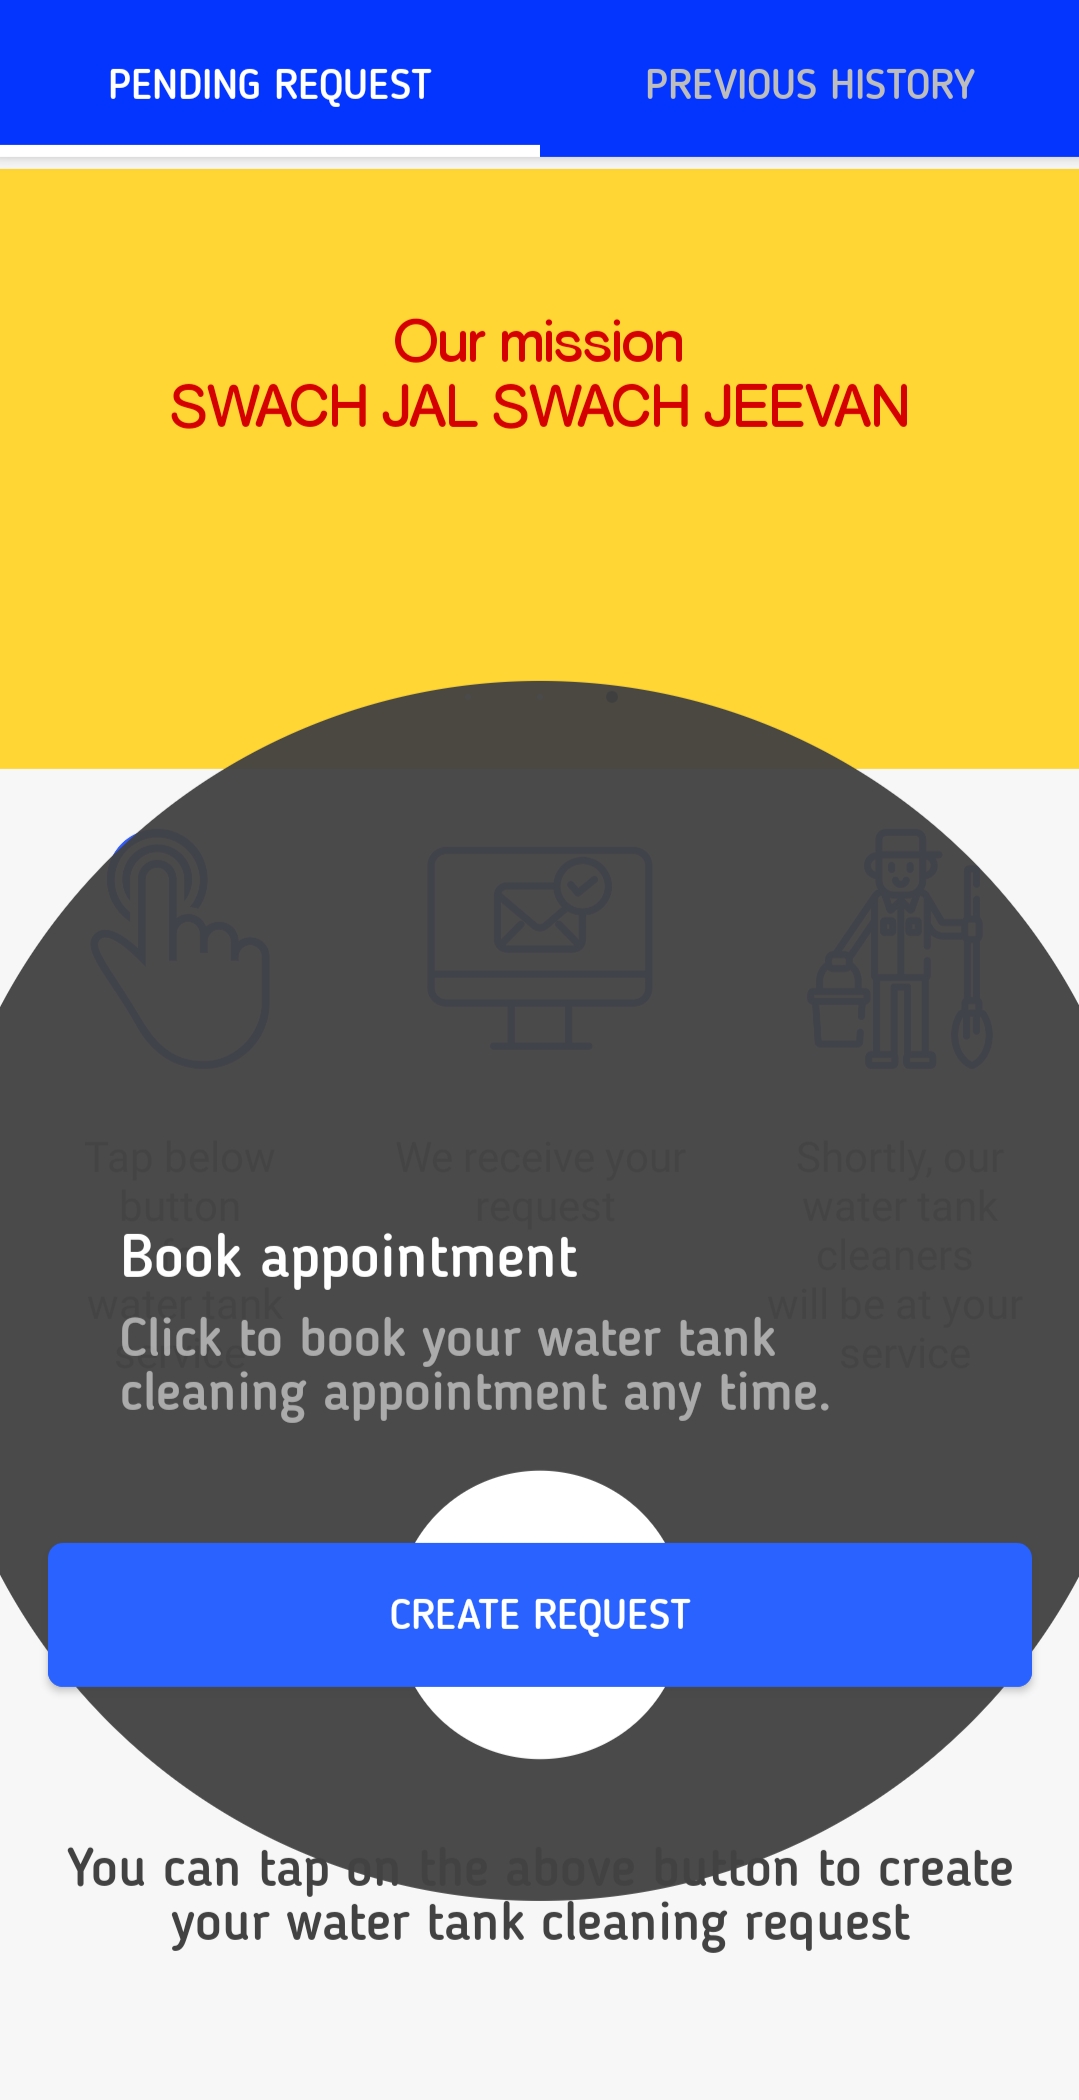 PENDING REQUEST
PREVIOUS HISTORY
Our mission
SWACH JAL SWACH JEEVAN
Tap below
button
water tank
service
We receive your
request
Shortly, our
water tank
cleaners
will be at your
service
Book appointment
Click to book your water tank
cleaning appointment any time.
CREATE REQUEST
You can tap on the above button to create
your water tank cleaning request